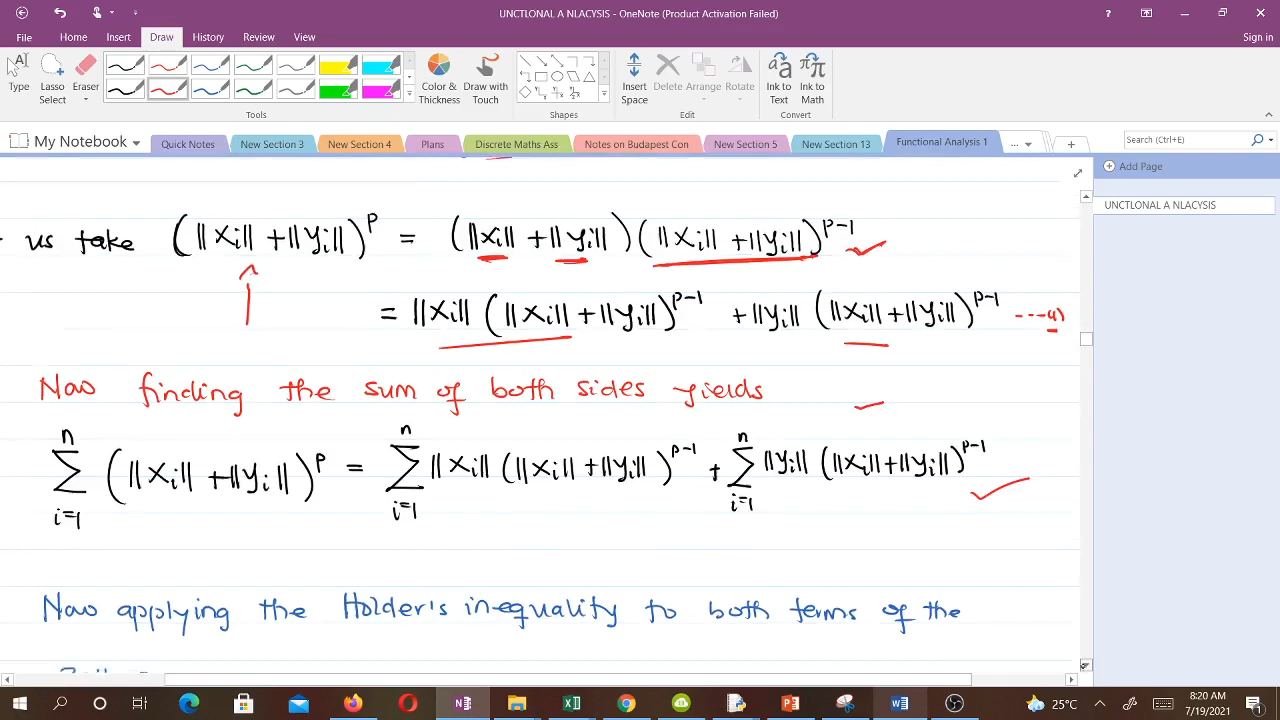 UNCTLONAL A NLACYSIS - OneNote (Product Activation Failed)
File Home Insert Draw History Review View
Sign in
Type Lasso Select Eraser Color & Thickness Draw with Touch Insert Space Delete Arrange Rotate Ink to Text Ink to Math
Tools Shapes Edit Convert
My Notebook Quick Notes New Section 3 New Section 4 Plans Discrete Maths Ass Notes on Budapest Con New Section 5 New Section 13 Functional Analysis 1 ... Search (Ctrl+E)
Add Page
UNCTLONAL A NLACYSIS
us take (||Xi|| + ||yi||)^p = (||xi|| + ||yi||)(||Xi|| + ||yi||)^p-1
= ||Xi|| (||Xi|| + ||yi||)^p-1 + ||yi|| (||Xi|| + ||yi||)^p-1
Now finding the sum of both sides yields
∑_{i=1}^{n} (||Xi|| + ||yi||)^p = ∑_{i=1}^{n} ||Xi|| (||Xi|| + ||yi||)^p-1 + ∑_{i=1}^{n} ||yi|| (||Xi|| + ||yi||)^p-1
Now applying the Holder's inequality to both terms of the
25°C
8:20 AM
7/19/2021